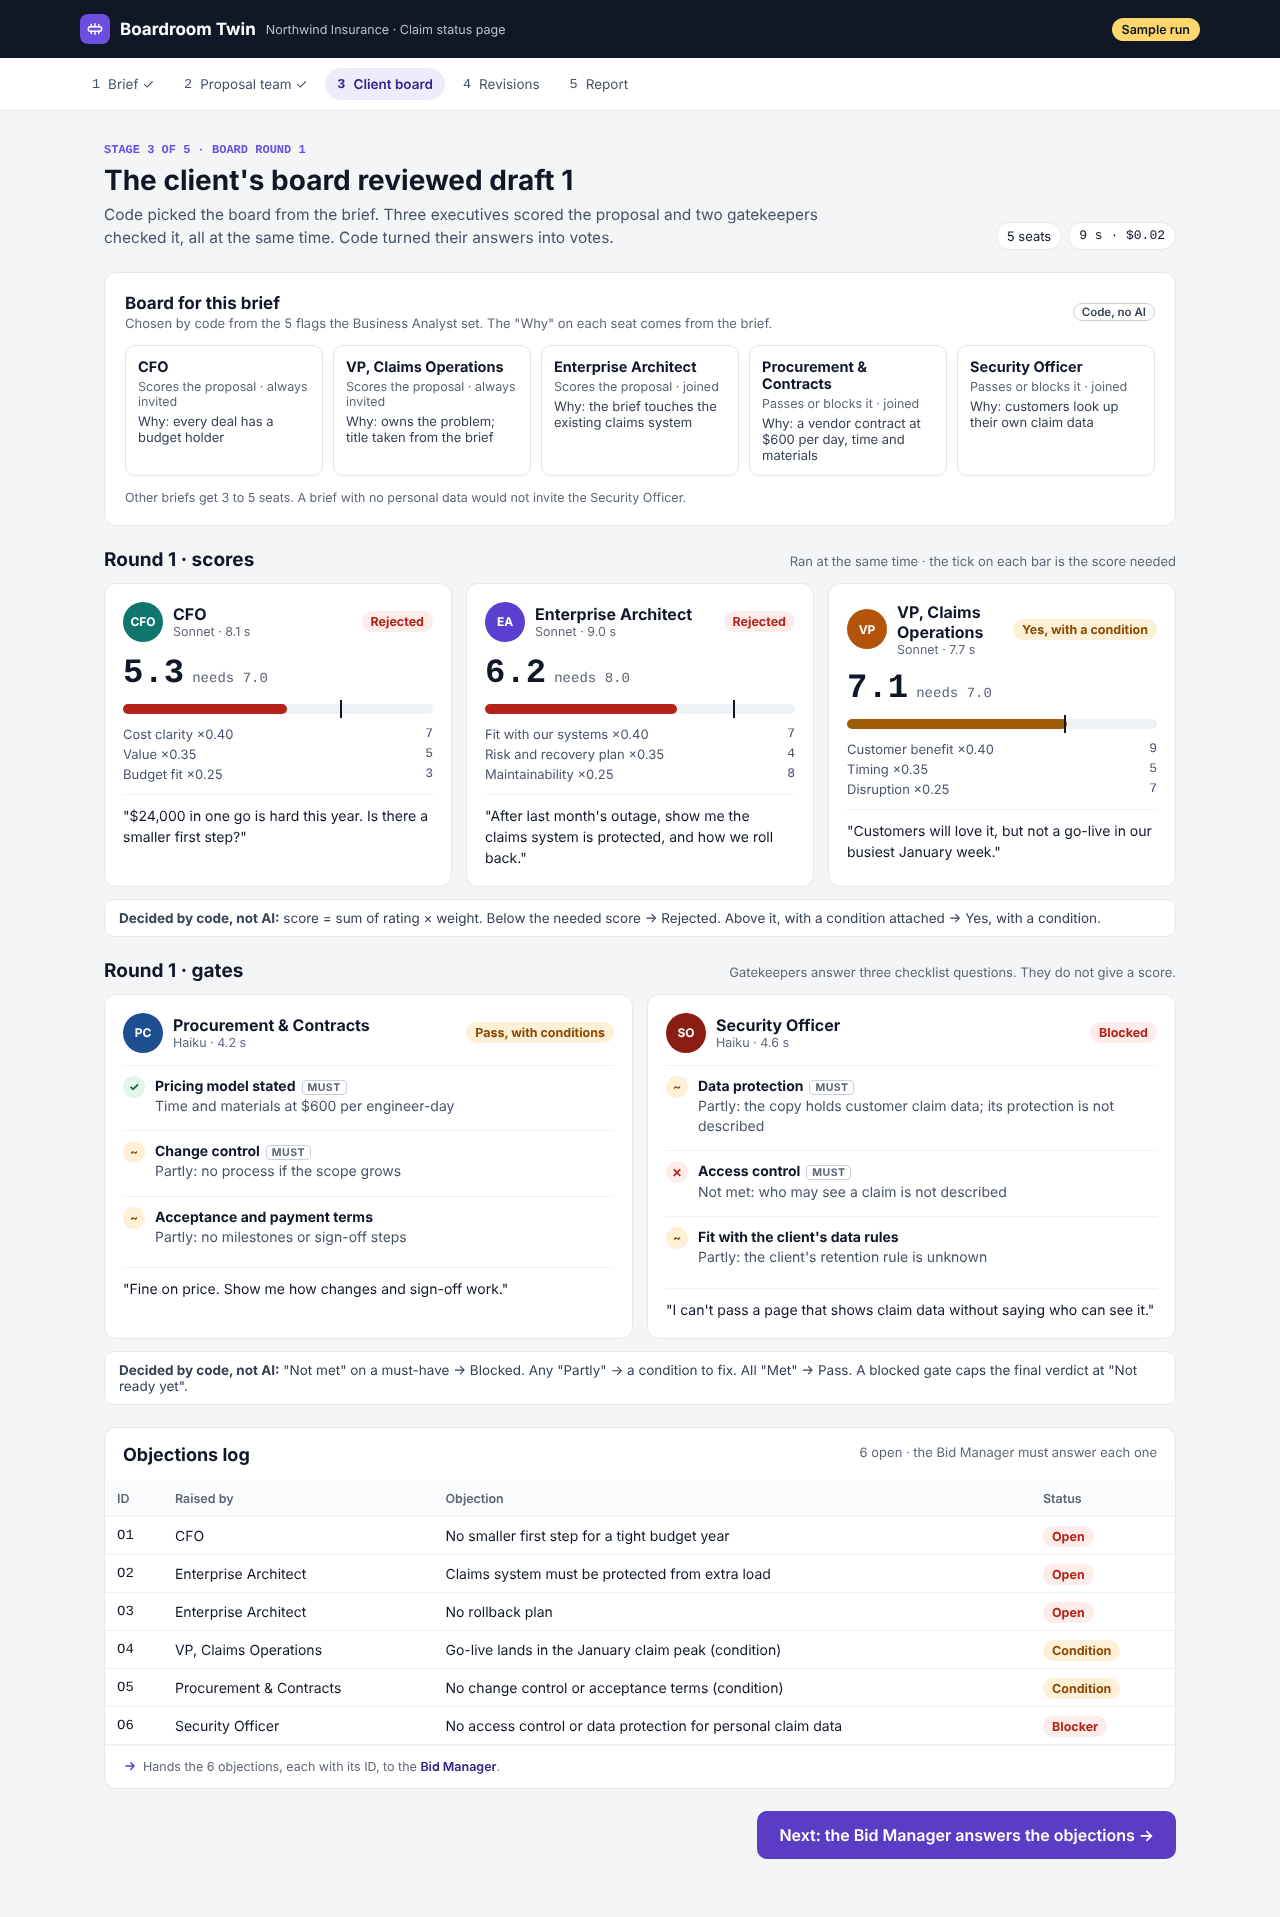 Boardroom Twin Northwind Insurance · Claim status page Sample run
1 Brief ✓ 2 Proposal team ✓ 3 Client board 4 Revisions 5 Report
STAGE 3 OF 5 · BOARD ROUND 1
The client's board reviewed draft 1
Code picked the board from the brief. Three executives scored the proposal and two gatekeepers
checked it, all at the same time. Code turned their answers into votes.
5 seats 9 s · $0.02
Board for this brief
Chosen by code from the 5 flags the Business Analyst set. The "Why" on each seat comes from the brief.
Code, no AI
CFO
Scores the proposal · always
invited
Why: every deal has a
budget holder
VP, Claims Operations
Scores the proposal · always
invited
Why: owns the problem;
title taken from the brief
Enterprise Architect
Scores the proposal · joined
Why: the brief touches the
existing claims system
Procurement &
Contracts
Passes or blocks it · joined
Why: a vendor contract at
$600 per day, time and
materials
Security Officer
Passes or blocks it · joined
Why: customers look up
their own claim data
Other briefs get 3 to 5 seats. A brief with no personal data would not invite the Security Officer.
Round 1 · scores
Ran at the same time · the tick on each bar is the score needed
CFO
CFO
Sonnet · 8.1 s
Rejected
5.3 needs 7.0
Cost clarity ×0.40 7
Value ×0.35 5
Budget fit ×0.25 3
"$24,000 in one go is hard this year. Is there a
smaller first step?"
EA
Enterprise Architect
Sonnet · 9.0 s
Rejected
6.2 needs 8.0
Fit with our systems ×0.40 7
Risk and recovery plan ×0.35 4
Maintainability ×0.25 8
"After last month's outage, show me the
claims system is protected, and how we roll
back."
VP
VP, Claims
Operations
Sonnet · 7.7 s
Yes, with a condition
7.1 needs 7.0
Customer benefit ×0.40 9
Timing ×0.35 5
Disruption ×0.25 7
"Customers will love it, but not a go-live in our
busiest January week."
Decided by code, not AI: score = sum of rating × weight. Below the needed score → Rejected. Above it, with a condition attached → Yes, with a condition.
Round 1 · gates
Gatekeepers answer three checklist questions. They do not give a score.
PC
Procurement & Contracts
Haiku · 4.2 s
Pass, with conditions
✓ Pricing model stated MUST
Time and materials at $600 per engineer-day
~ Change control MUST
Partly: no process if the scope grows
~ Acceptance and payment terms
Partly: no milestones or sign-off steps
"Fine on price. Show me how changes and sign-off work."
SO
Security Officer
Haiku · 4.6 s
Blocked
~ Data protection MUST
Partly: the copy holds customer claim data; its protection is not
described
✕ Access control MUST
Not met: who may see a claim is not described
~ Fit with the client's data rules
Partly: the client's retention rule is unknown
"I can't pass a page that shows claim data without saying who can see it."
Decided by code, not AI: "Not met" on a must-have → Blocked. Any "Partly" → a condition to fix. All "Met" → Pass. A blocked gate caps the final verdict at "Not
ready yet".
Objections log
6 open · the Bid Manager must answer each one
ID Raised by Objection Status
O1 CFO No smaller first step for a tight budget year Open
O2 Enterprise Architect Claims system must be protected from extra load Open
O3 Enterprise Architect No rollback plan Open
O4 VP, Claims Operations Go-live lands in the January claim peak (condition) Condition
O5 Procurement & Contracts No change control or acceptance terms (condition) Condition
O6 Security Officer No access control or data protection for personal claim data Blocker
→ Hands the 6 objections, each with its ID, to the Bid Manager.
Next: the Bid Manager answers the objections →